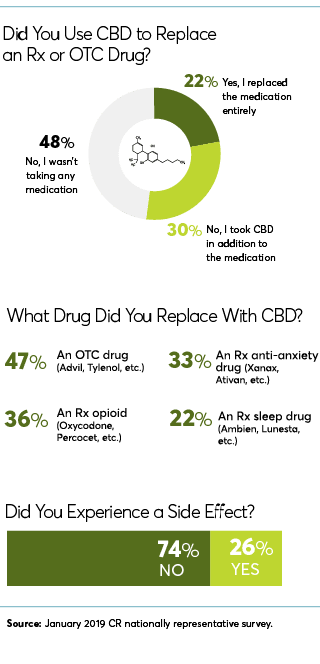 Did You Use CBD to Replace
an Rx or OTC Drug?
22% Yes, I replaced
the medication
entirely
48%
No, I wasn't
taking any
medication
30% No, I took CBD
in addition to
the medication
What Drug Did You Replace With CBD?
47% An OTC drug
(Advil, Tylenol, etc.)
33% An Rx anti-anxiety
drug (Xanax,
Ativan, etc.)
36% An Rx opioid
(Oxycodone,
Percocet, etc.)
22% An Rx sleep drug
(Ambien, Lunesta,
etc.)
Did You Experience a Side Effect?
74%
NO
26%
YES
Source: January 2019 CR nationally representative survey.